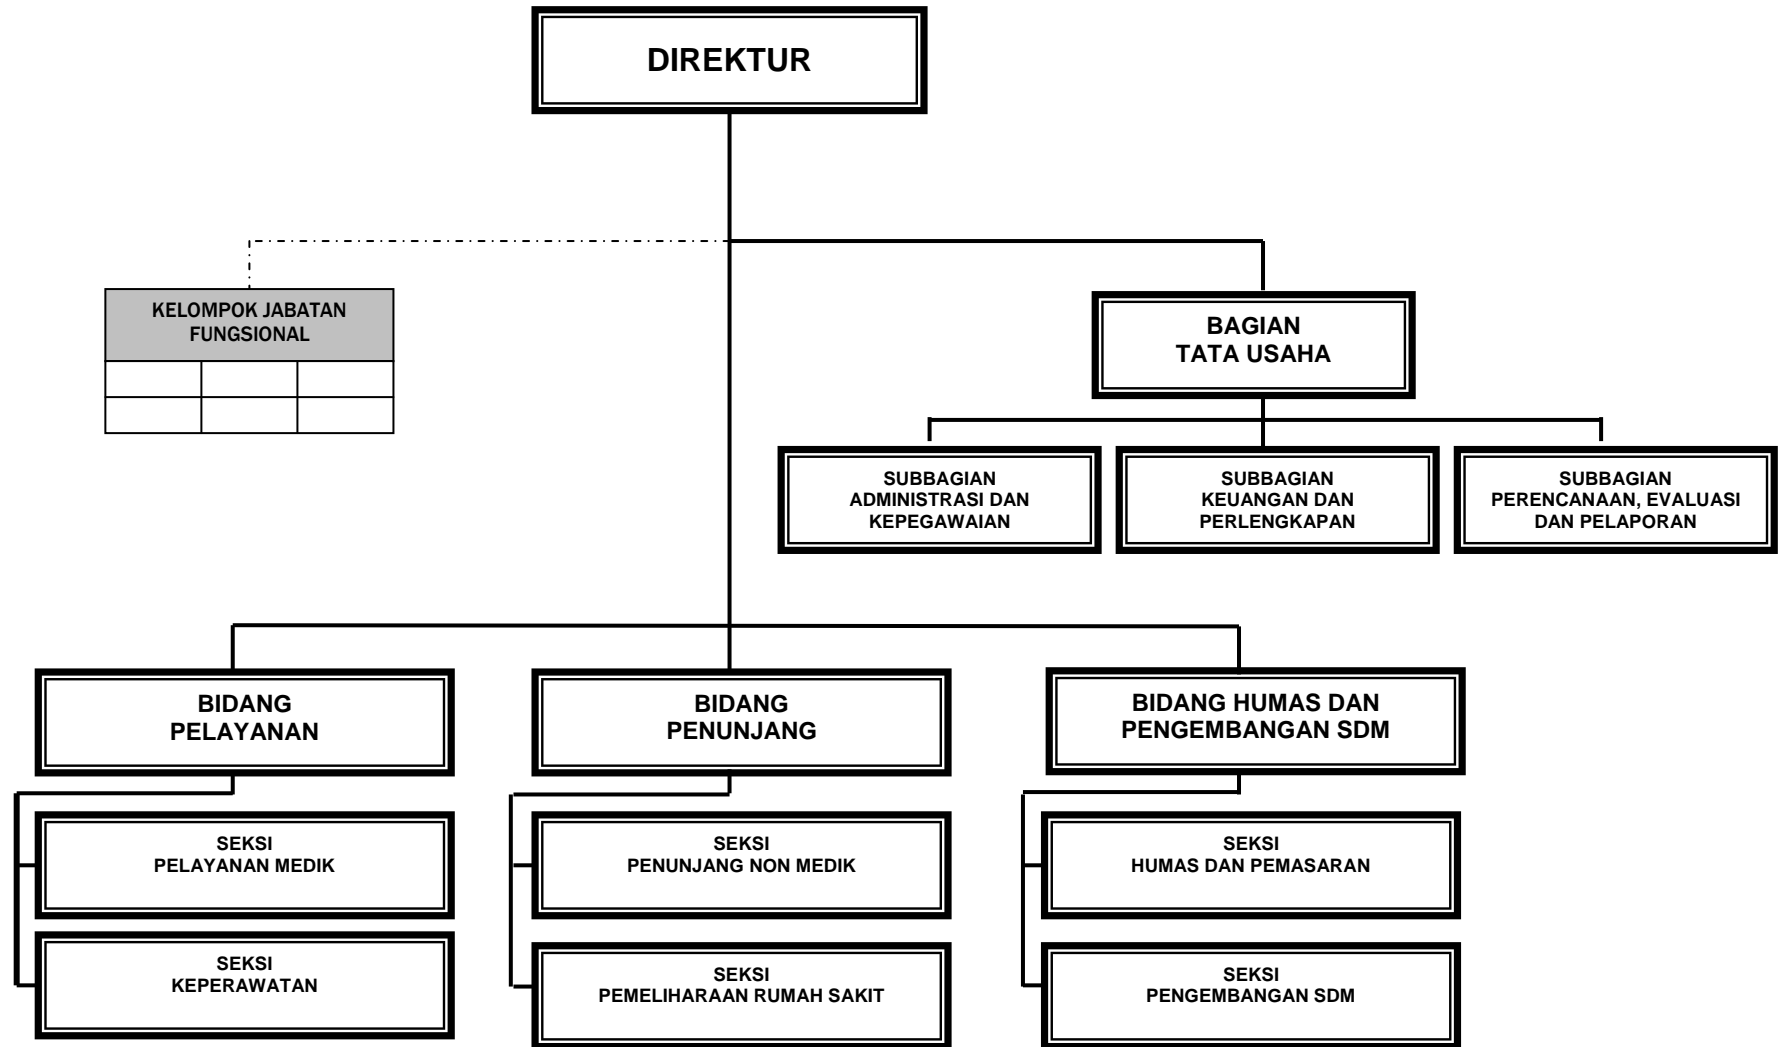 DIREKTUR
KELOMPOK JABATAN
FUNGSIONAL
BAGIAN
TATA USAHA
SUBBAGIAN
ADMINISTRASI DAN
KEPEGAWAIAN
SUBBAGIAN
KEUANGAN DAN
PERLENGKAPAN
SUBBAGIAN
PERENCANAAN, EVALUASI
DAN PELAPORAN
BIDANG
PELAYANAN
BIDANG
PENUNJANG
BIDANG HUMAS DAN
PENGEMBANGAN SDM
SEKSI
PELAYANAN MEDIK
SEKSI
PENUNJANG NON MEDIK
SEKSI
HUMAS DAN PEMASARAN
SEKSI
KEPERAWATAN
SEKSI
PEMELIHARAAN RUMAH SAKIT
SEKSI
PENGEMBANGAN SDM